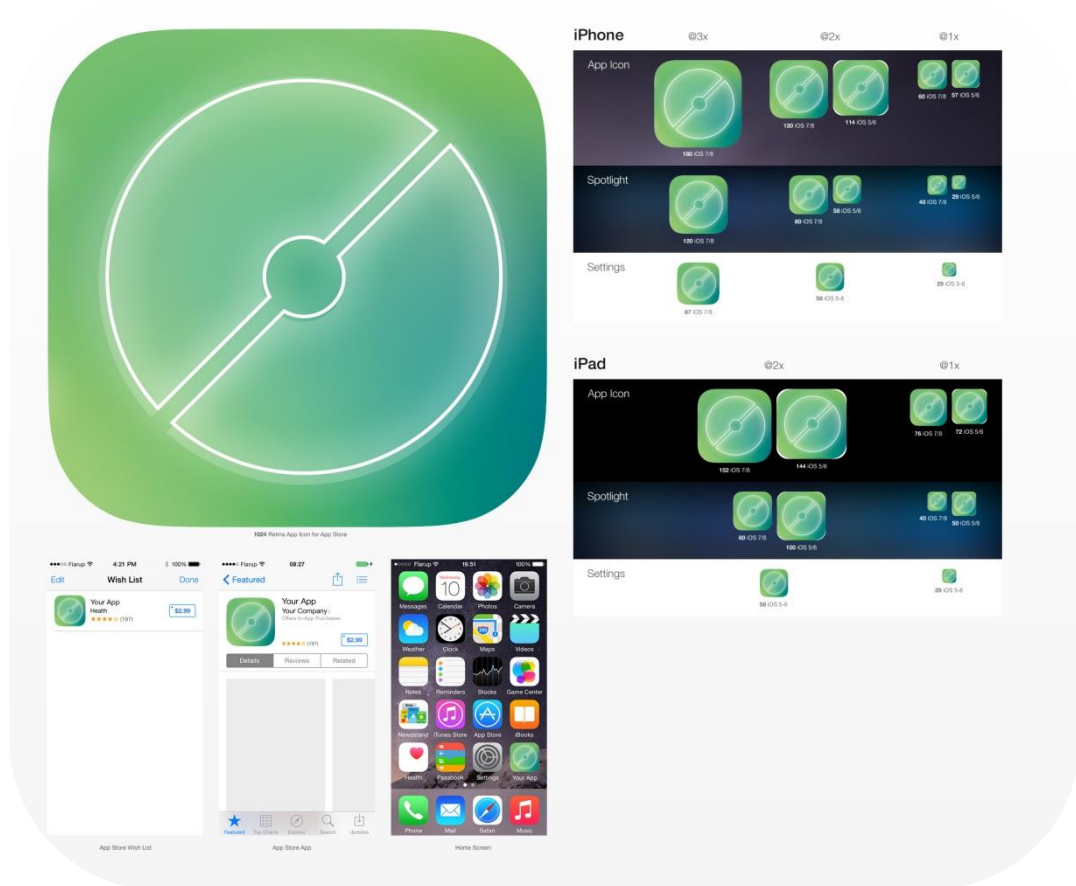 1024 Retina App Icon for App Store
iPhone @3x @2x @1x
App Icon
180 iOS 7/8
120 iOS 7/8
114 iOS 5/6
60 iOS 7/8
57 iOS 5/6
Spotlight
120 iOS 7/8
80 iOS 7/8
58 iOS 5/6
40 iOS 7/8
29 iOS 5/6
Settings
87 iOS 7/8
58 iOS 5-8
29 iOS 5-8
iPad @2x @1x
App Icon
152 iOS 7/8
144 iOS 5/6
76 iOS 7/8
72 iOS 5/6
Spotlight
80 iOS 7/8
100 iOS 5/6
40 iOS 7/8
50 iOS 5/6
Settings
58 iOS 5-8
29 iOS 5-8
Flarup 4:21 PM 100%
Edit Wish List Done
Your App
Health
(197)
$2.99
App Store Wish List
Flarup 08:27
Featured
Your App
Your Company
Offers In-App Purchases
(197)
$2.99
Details Reviews Related
Featured Top Charts Explore Search Updates
App Store App
Flarup 19:51 100%
Wednesday
10
Messages Calendar Photos Camera
Weather Clock Maps Videos
Notes Reminders Stocks Game Center
Newsstand iTunes Store App Store iBooks
Health Passbook Settings Your App
Phone Mail Safari Music
Home Screen